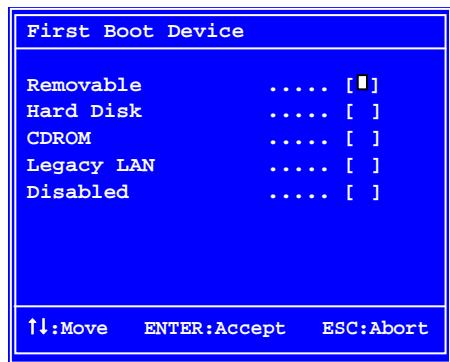 First Boot Device
Removable ..... [ ]
Hard Disk ..... [ ]
CDROM ..... [ ]
Legacy LAN ..... [ ]
Disabled ..... [ ]
↑↓:Move ENTER:Accept ESC:Abort